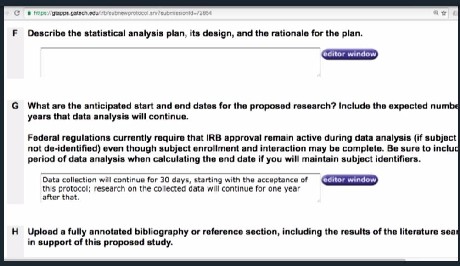 https://gtapps.gatech.edu/irb/subnewprotocol.cfm?submissionid=72804
F Describe the statistical analysis plan, its design, and the rationale for the plan.
editor window
G What are the anticipated start and end dates for the proposed research? Include the expected numbe
years that data analysis will continue.
Federal regulations currently require that IRB approval remain active during data analysis (if subject
not de-identified) even though subject enrollment and interaction may be complete. Be sure to includ
period of data analysis when calculating the end date if you will maintain subject identifiers.
Data collection will continue for 30 days, starting with the acceptance of
this protocol; research on the collected data will continue for one year
after that.
editor window
H Upload a fully annotated bibliography or reference section, including the results of the literature sear
in support of this proposed study.